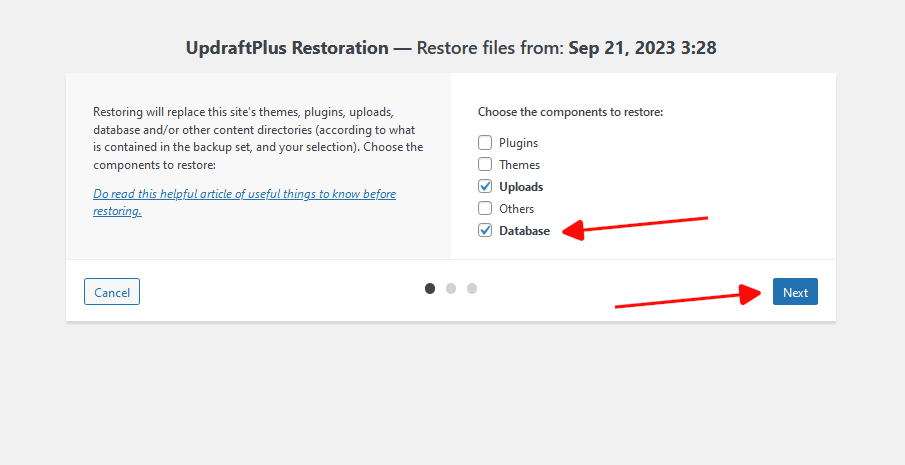 UpdraftPlus Restoration — Restore files from: Sep 21, 2023 3:28
Restoring will replace this site's themes, plugins, uploads,
database and/or other content directories (according to what
is contained in the backup set, and your selection). Choose the
components to restore:
Do read this helpful article of useful things to know before
restoring.
Choose the components to restore:
Plugins
Themes
Uploads
Others
Database
Cancel
Next